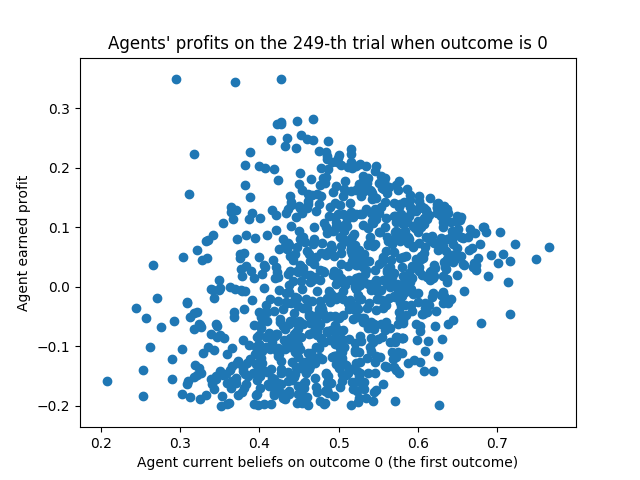 Agents' profits on the 249-th trial when outcome is 0
Agent earned profit
0.3
0.2
0.1
0.0
−0.1
−0.2
0.2 0.3 0.4 0.5 0.6 0.7
Agent current beliefs on outcome 0 (the first outcome)